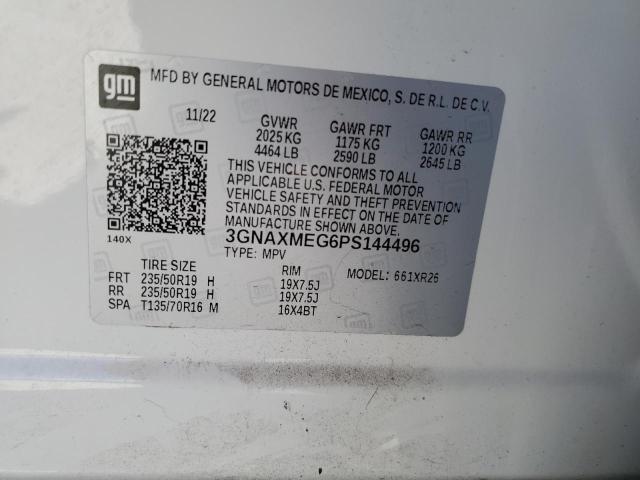 gm
MFD BY GENERAL MOTORS DE MEXICO, S. DE R.L. DE C.V.
11/22 GVWR GAWR FRT GAWR RR
2025 KG 1175 KG 1200 KG
4464 LB 2590 LB 2645 LB
THIS VEHICLE CONFORMS TO ALL
APPLICABLE U.S. FEDERAL MOTOR
VEHICLE SAFETY AND THEFT PREVENTION
STANDARDS IN EFFECT ON THE DATE OF
MANUFACTURE SHOWN ABOVE.
140X 3GNAXMEG6PS144496
TYPE: MPV
TIRE SIZE RIM MODEL: 661XR26
FRT 235/50R19 H 19X7.5J
RR 235/50R19 H 19X7.5J
SPA T135/70R16 M 16X4BT